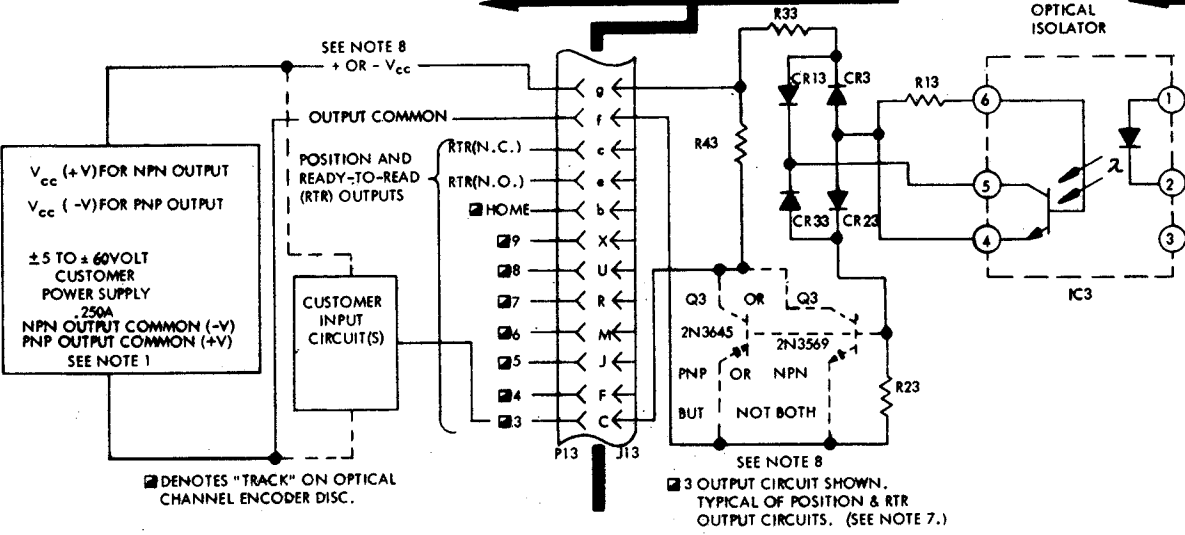 OPTICAL
ISOLATOR
R33
SEE NOTE 8
+ OR - Vcc
g
CR13
CR3
R13
6
1
OUTPUT COMMON
f
R43
Vcc (+V) FOR NPN OUTPUT
Vcc (-V) FOR PNP OUTPUT
±5 TO ± 60VOLT
CUSTOMER
POWER SUPPLY
.250A
NPN OUTPUT COMMON (-V)
PNP OUTPUT COMMON (+V)
SEE NOTE 1
POSITION AND
READY-TO-READ
(RTR) OUTPUTS
RTR(N.C.)
c
RTR(N.O.)
e
HOME
b
9
X
8
U
7
R
6
M
5
J
4
F
3
C
5
λ
2
CR33
CR23
4
3
IC3
CUSTOMER
INPUT
CIRCUIT(S)
Q3 OR Q3
2N3645
2N3569
PNP OR NPN
BUT NOT BOTH
R23
P13
J13
SEE NOTE 8
DENOTES "TRACK" ON OPTICAL
CHANNEL ENCODER DISC.
3 OUTPUT CIRCUIT SHOWN.
TYPICAL OF POSITION & RTR
OUTPUT CIRCUITS. (SEE NOTE 7.)